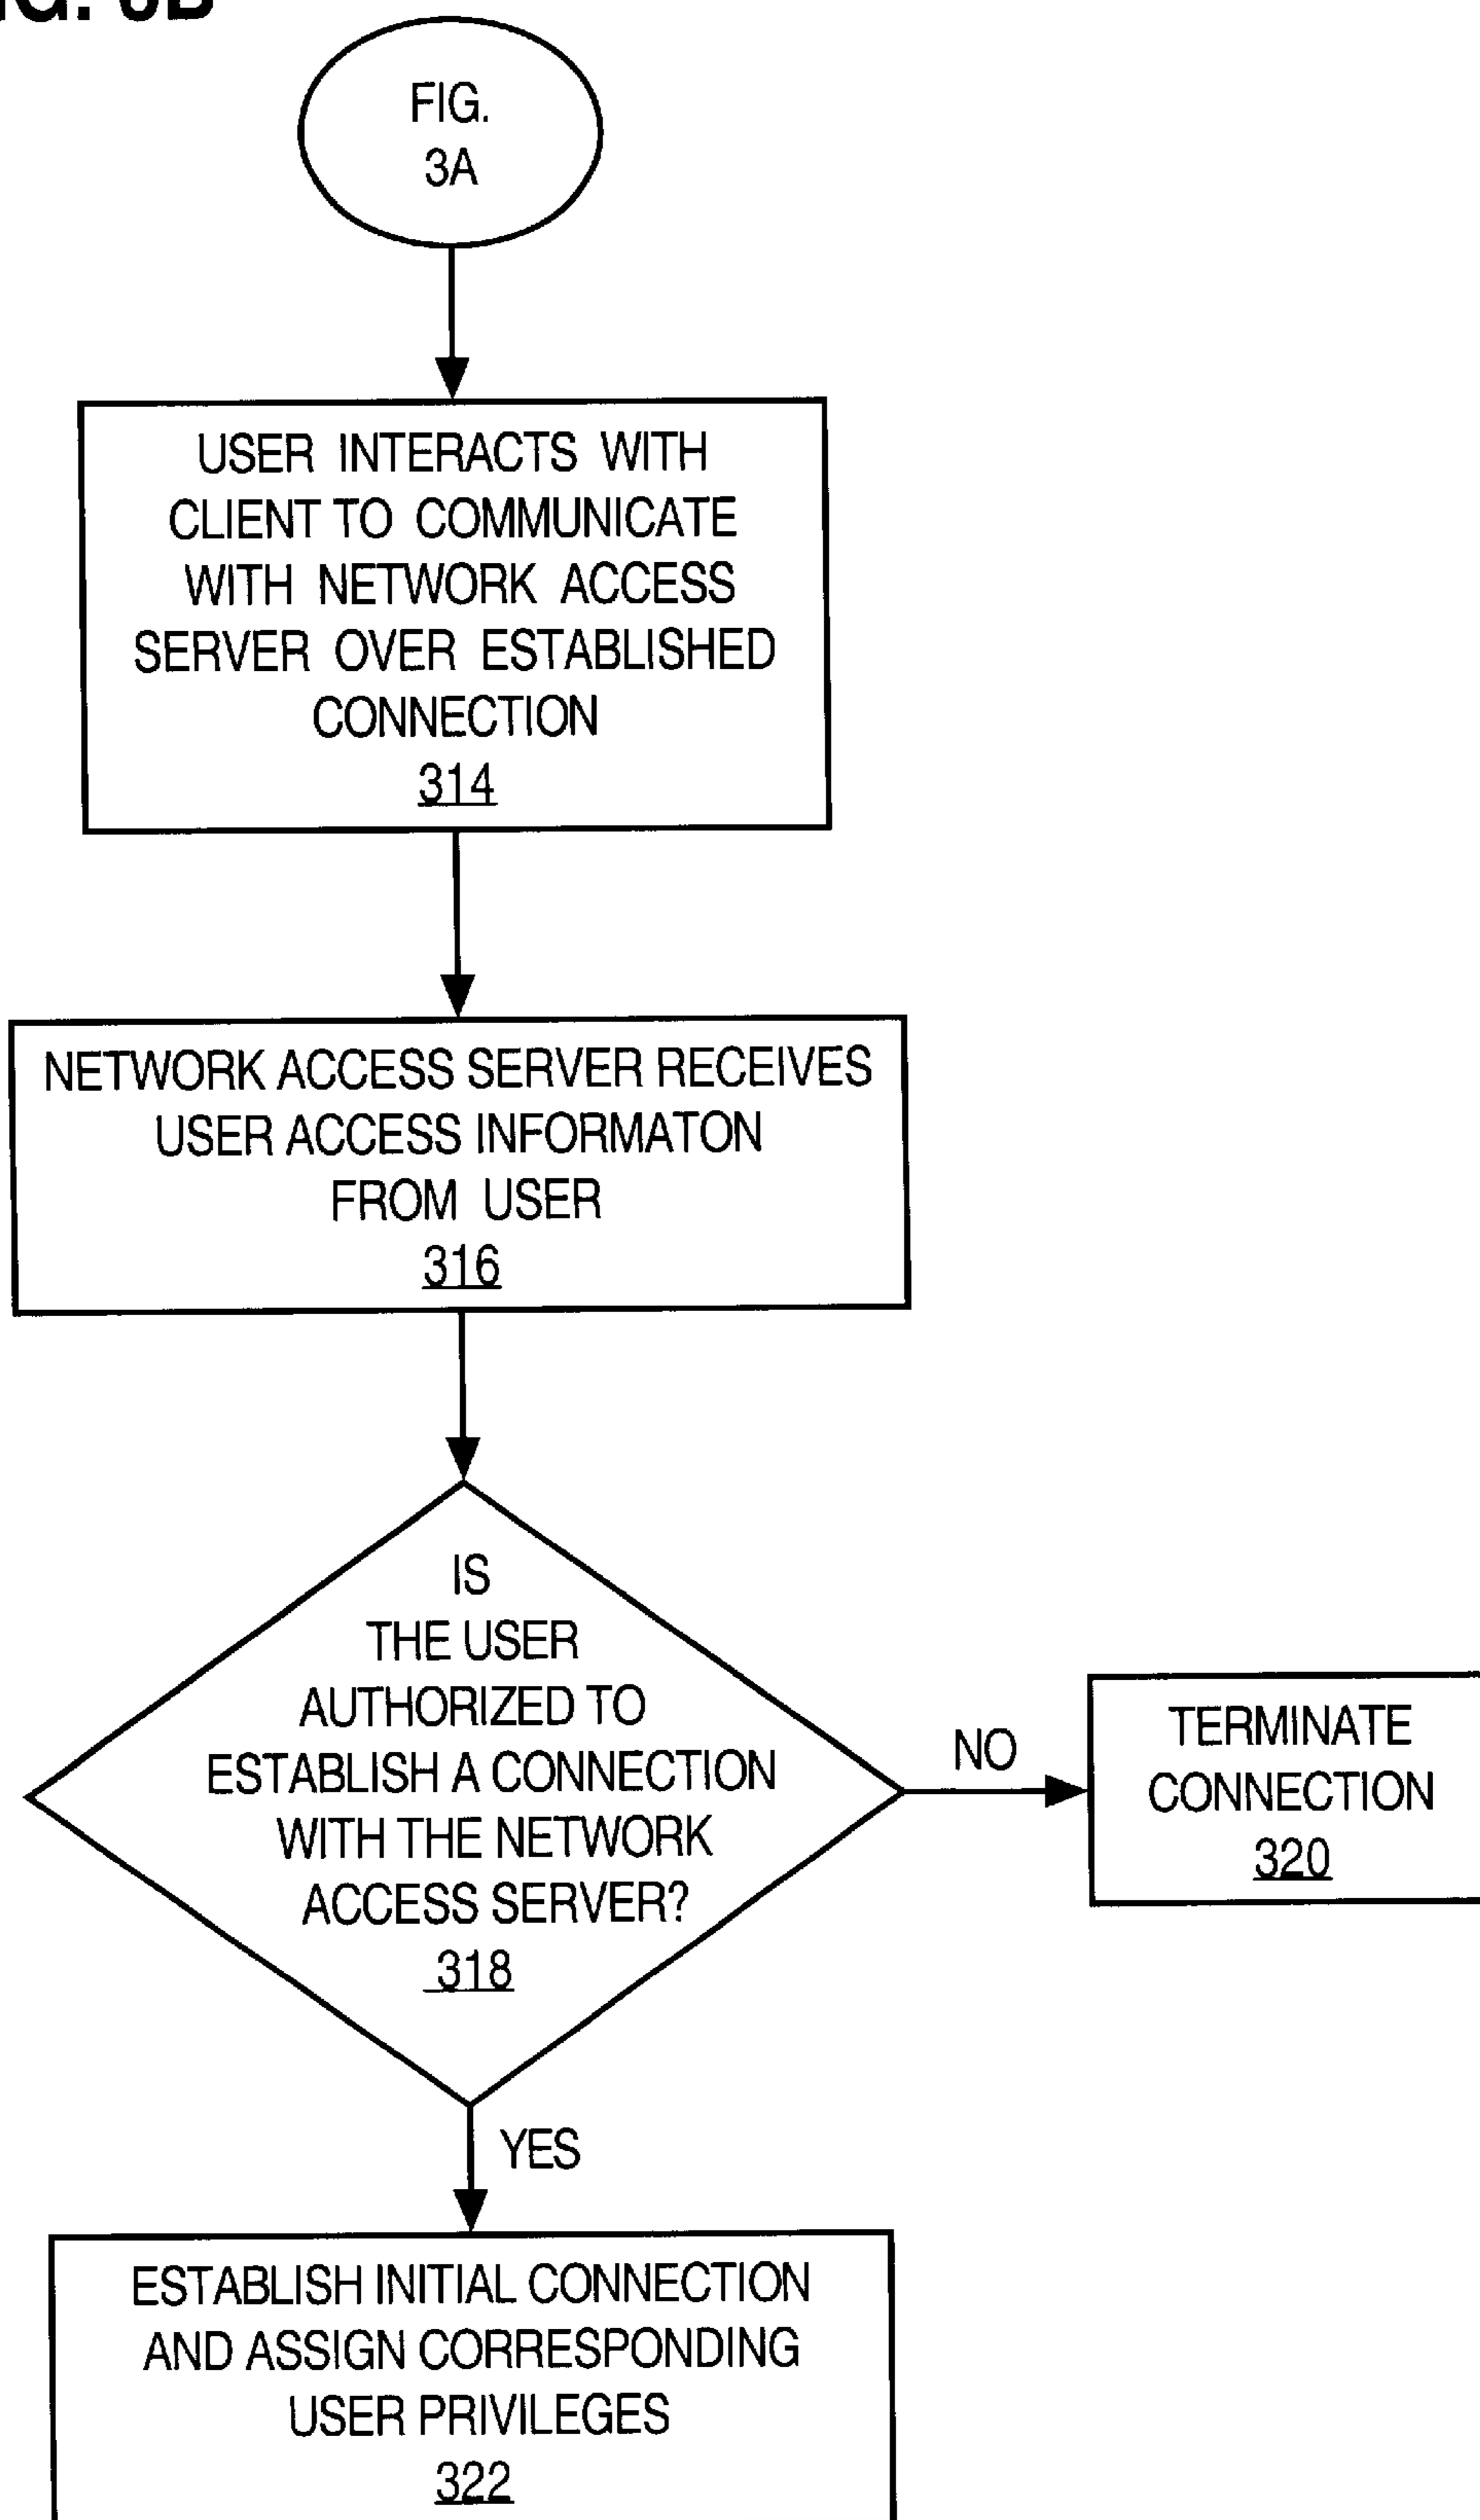 FIG.
3A
USER INTERACTS WITH
CLIENT TO COMMUNICATE
WITH NETWORK ACCESS
SERVER OVER ESTABLISHED
CONNECTION
314
NETWORK ACCESS SERVER RECEIVES
USER ACCESS INFORMATON
FROM USER
316
IS
THE USER
AUTHORIZED TO
ESTABLISH A CONNECTION
WITH THE NETWORK
ACCESS SERVER?
318
NO
TERMINATE
CONNECTION
320
YES
ESTABLISH INITIAL CONNECTION
AND ASSIGN CORRESPONDING
USER PRIVILEGES
322